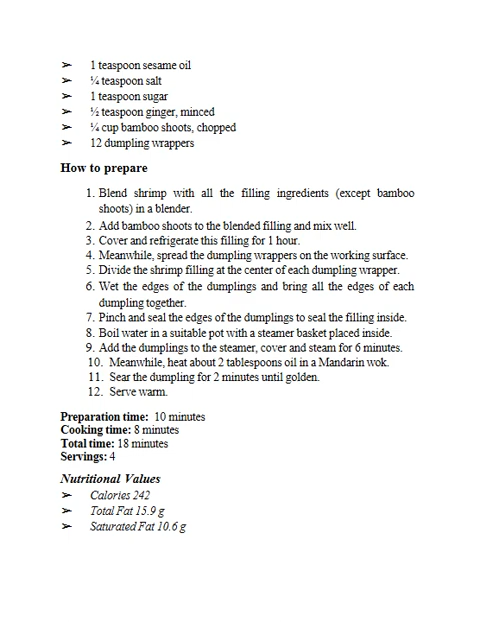 ➢ 1 teaspoon sesame oil
➢ ¼ teaspoon salt
➢ 1 teaspoon sugar
➢ ½ teaspoon ginger, minced
➢ ¼ cup bamboo shoots, chopped
➢ 12 dumpling wrappers
How to prepare
1. Blend shrimp with all the filling ingredients (except bamboo
shoots) in a blender.
2. Add bamboo shoots to the blended filling and mix well.
3. Cover and refrigerate this filling for 1 hour.
4. Meanwhile, spread the dumpling wrappers on the working surface.
5. Divide the shrimp filling at the center of each dumpling wrapper.
6. Wet the edges of the dumplings and bring all the edges of each
dumpling together.
7. Pinch and seal the edges of the dumplings to seal the filling inside.
8. Boil water in a suitable pot with a steamer basket placed inside.
9. Add the dumplings to the steamer, cover and steam for 6 minutes.
10. Meanwhile, heat about 2 tablespoons oil in a Mandarin wok.
11. Sear the dumpling for 2 minutes until golden.
12. Serve warm.
Preparation time: 10 minutes
Cooking time: 8 minutes
Total time: 18 minutes
Servings: 4
Nutritional Values
➢ Calories 242
➢ Total Fat 15.9 g
➢ Saturated Fat 10.6 g